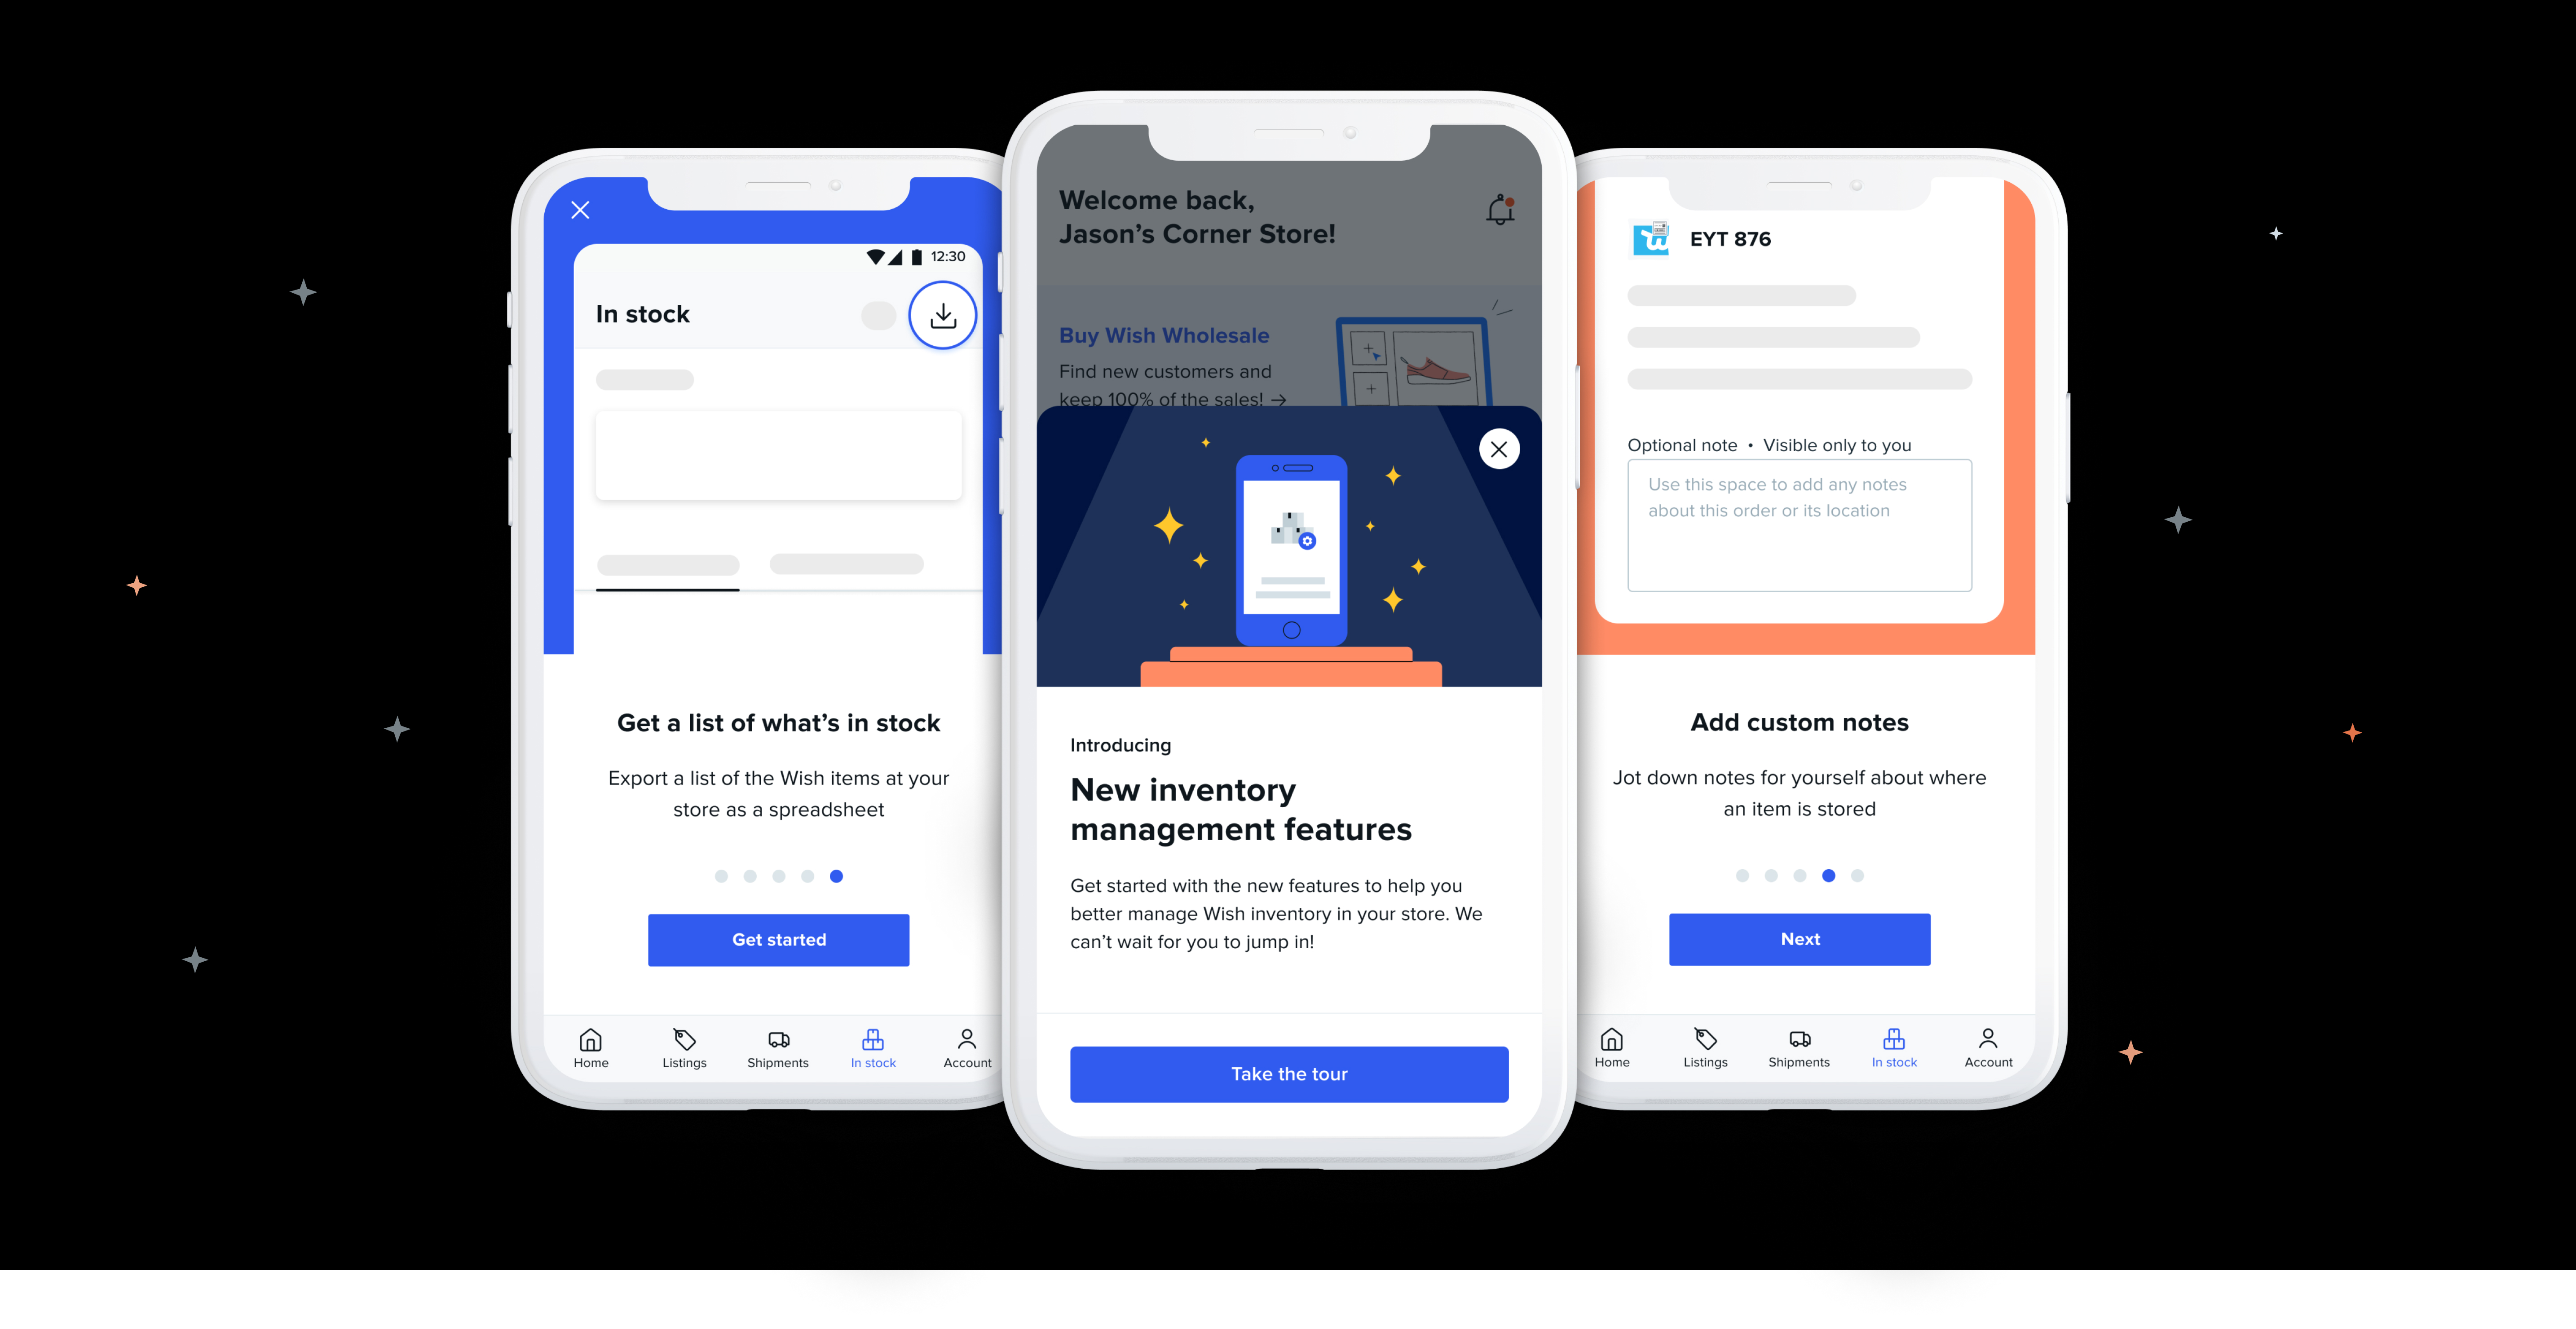 12:30
In stock
Get a list of what’s in stock
Export a list of the Wish items at your
store as a spreadsheet
Get started
Home
Listings
Shipments
In stock
Account
Welcome back,
Jason’s Corner Store!
Buy Wish Wholesale
Find new customers and
keep 100% of the sales! →
Introducing
New inventory
management features
Get started with the new features to help you
better manage Wish inventory in your store. We
can’t wait for you to jump in!
Take the tour
EYT 876
Optional note • Visible only to you
Use this space to add any notes
about this order or its location
Add custom notes
Jot down notes for yourself about where
an item is stored
Next
Home
Listings
Shipments
In stock
Account